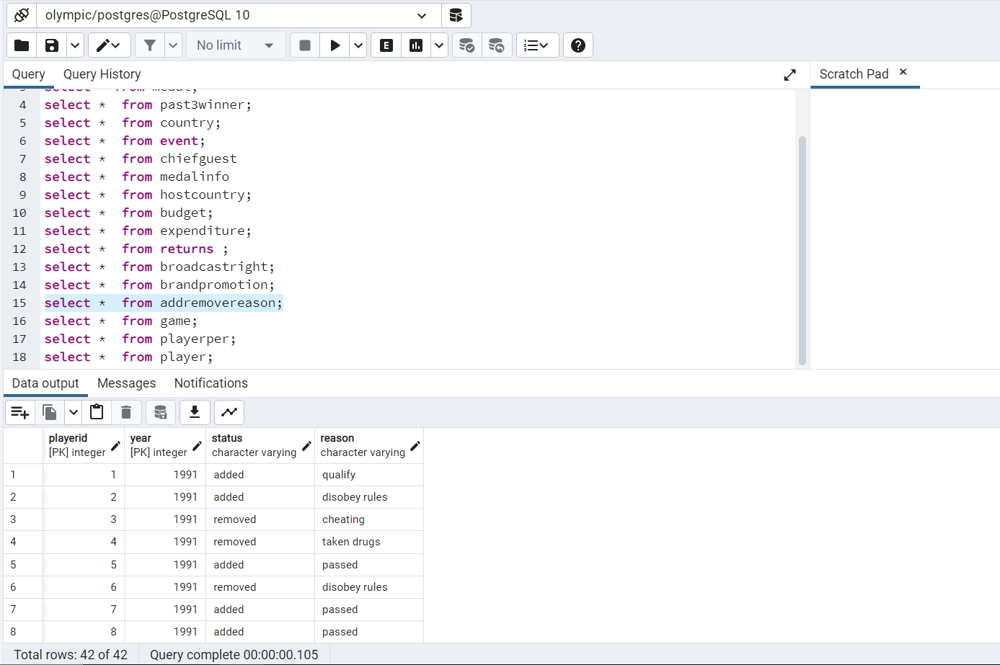 olympic/postgres@PostgreSQL 10
No limit
E
Query Query History
Scratch Pad
3 select * from medal;
4 select * from past3winner;
5 select * from country;
6 select * from event;
7 select * from chiefguest
8 select * from medalinfo
9 select * from hostcountry;
10 select * from budget;
11 select * from expenditure;
12 select * from returns ;
13 select * from broadcastright;
14 select * from brandpromotion;
15 select * from addremovereason;
16 select * from game;
17 select * from playerper;
18 select * from player;
Data output Messages Notifications
playerid year status reason
[PK] integer [PK] integer character varying character varying
1 1 1991 added qualify
2 2 1991 added disobey rules
3 3 1991 removed cheating
4 4 1991 removed taken drugs
5 5 1991 added passed
6 6 1991 removed disobey rules
7 7 1991 added passed
8 8 1991 added passed
Total rows: 42 of 42 Query complete 00:00:00.105